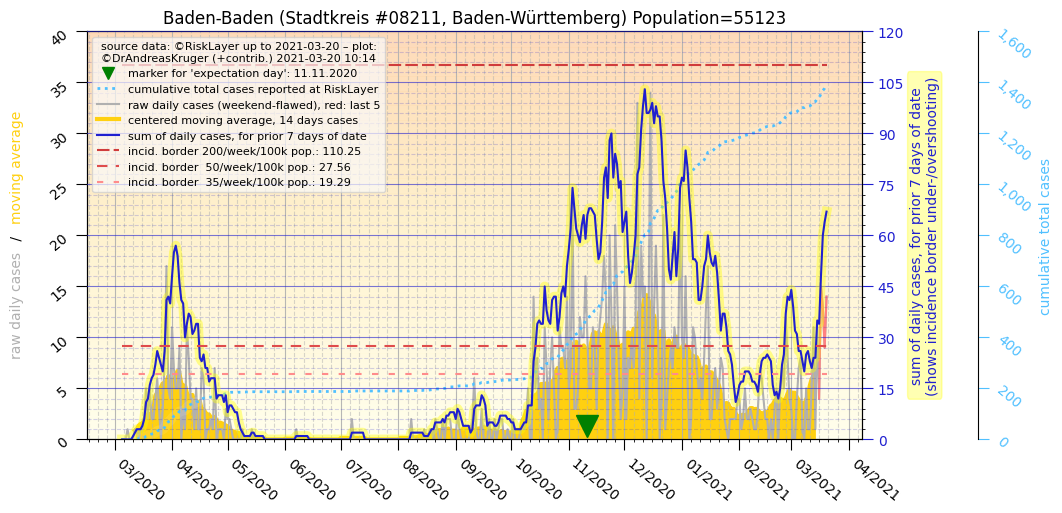 Baden-Baden (Stadtkreis #08211, Baden-Württemberg) Population=55123
source data: ©RiskLayer up to 2021-03-20 – plot:
©DrAndreasKruger (+contrib.) 2021-03-20 10:14
marker for 'expectation day': 11.11.2020
cumulative total cases reported at RiskLayer
raw daily cases (weekend-flawed), red: last 5
centered moving average, 14 days cases
sum of daily cases, for prior 7 days of date
incid. border 200/week/100k pop.: 110.25
incid. border  50/week/100k pop.: 27.56
incid. border  35/week/100k pop.: 19.29
raw daily cases / moving average
40
35
30
25
20
15
10
5
0
03/2020
04/2020
05/2020
06/2020
07/2020
08/2020
09/2020
10/2020
11/2020
12/2020
01/2021
02/2021
03/2021
04/2021
120
105
90
75
60
45
30
15
0
sum of daily cases, for prior 7 days of date
(shows incidence border under-/overshooting)
1,600
1,400
1,200
1,000
800
600
400
200
0
cumulative total cases